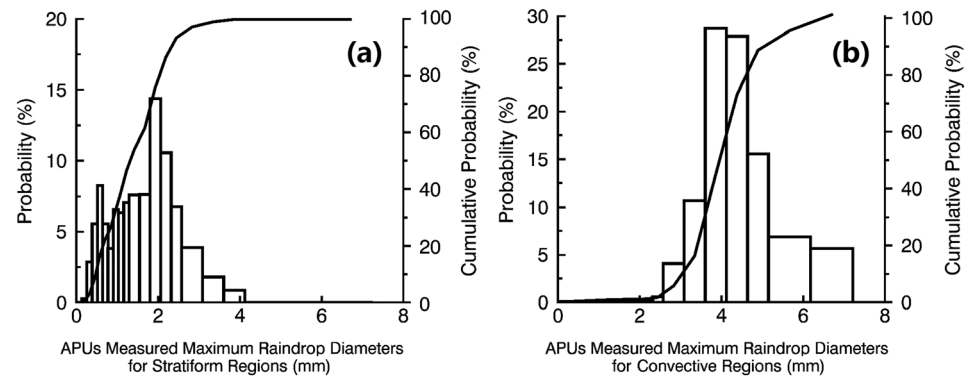 20
15
10
5
0
Probability (%)
(a)
100
80
60
40
20
0
Cumulative Probability (%)
0 2 4 6 8
APUs Measured Maximum Raindrop Diameters
for Stratiform Regions (mm)
30
25
20
15
10
5
0
Probability (%)
(b)
100
80
60
40
20
0
Cumulative Probability (%)
0 2 4 6 8
APUs Measured Maximum Raindrop Diameters
for Convective Regions (mm)